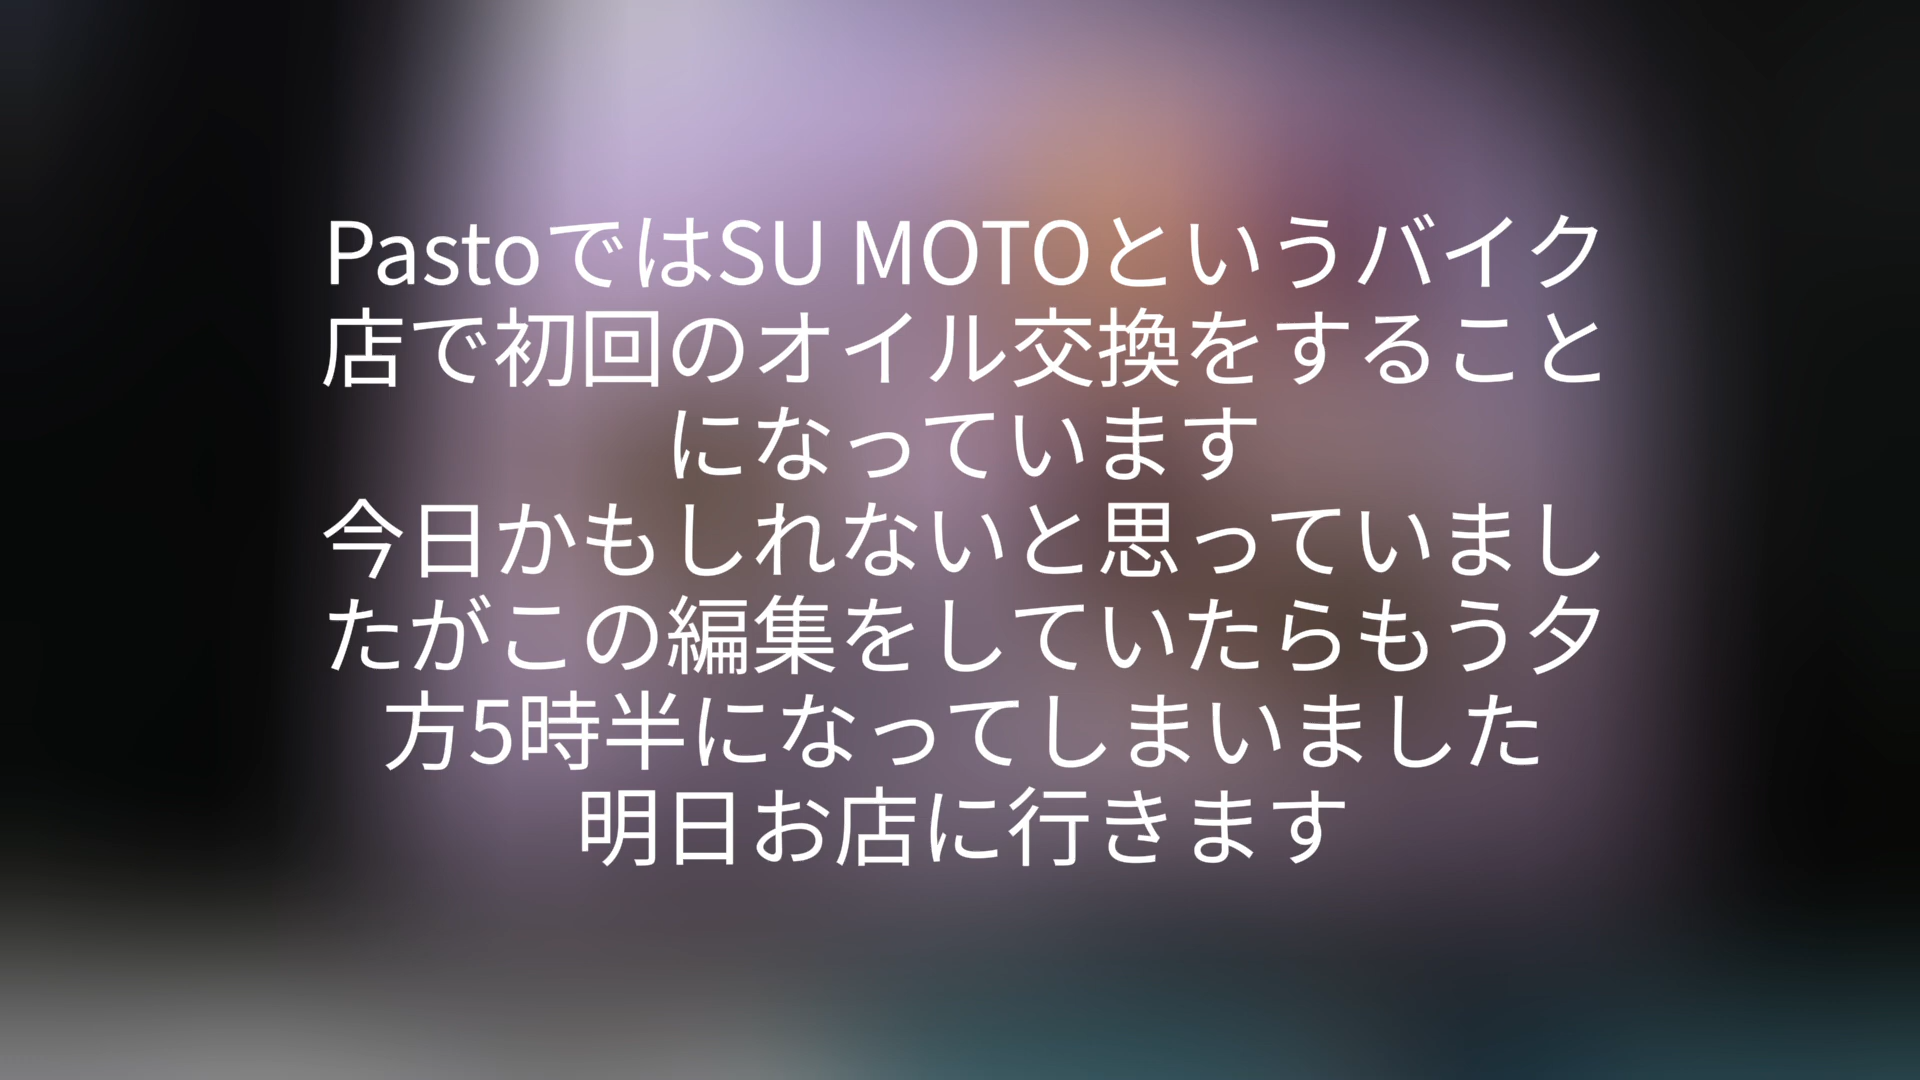 PastoではSU MOTOというバイク
店で初回のオイル交換をすること
になっています
今日かもしれないと思っていまし
たがこの編集をしていたらもう夕
方5時半になってしまいました
明日お店に行きます